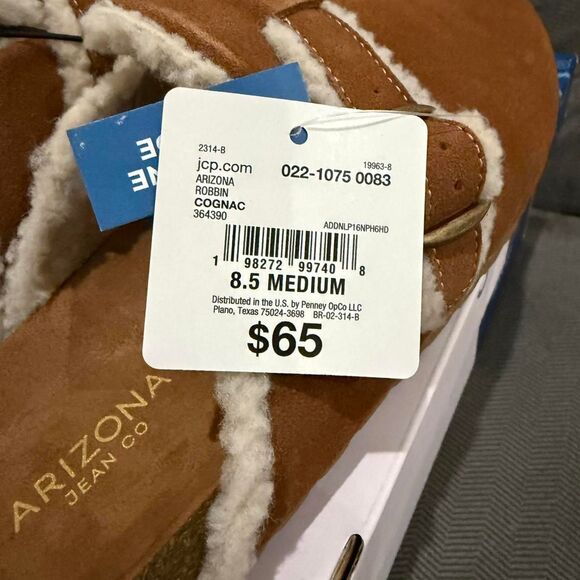 2314-B
19963-8
jcp.com
022-1075 0083
ARIZONA
ROBBIN
COGNAC
364390
ADDNLP16NPH6HD
1 98272 99740 8
8.5 MEDIUM
Distributed in the U.S. by Penney OpCo LLC
Plano, Texas 75024-3698 BR-02-314-B
$65
ARIZONA
JEAN CO